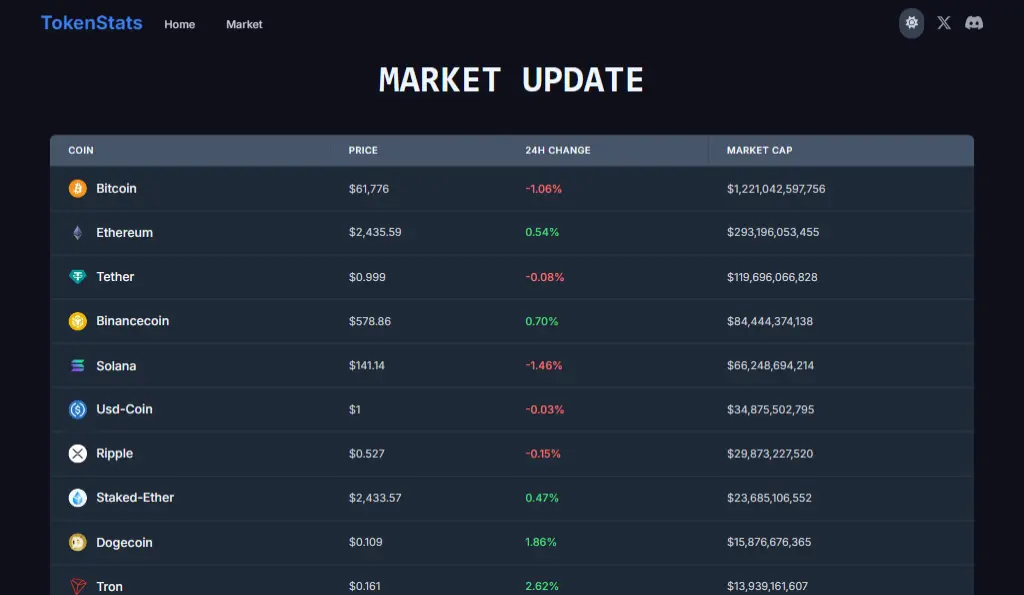 TokenStats Home Market
MARKET UPDATE
COIN PRICE 24H CHANGE MARKET CAP
Bitcoin $61,776 -1.06% $1,221,042,597,756
Ethereum $2,435.59 0.54% $293,196,053,455
Tether $0.999 -0.08% $119,696,066,828
Binancecoin $578.86 0.70% $84,444,374,138
Solana $141.14 -1.46% $66,248,694,214
Usd-Coin $1 -0.03% $34,875,502,795
Ripple $0.527 -0.15% $29,873,227,520
Staked-Ether $2,433.57 0.47% $23,685,106,552
Dogecoin $0.109 1.86% $15,876,676,365
Tron $0.161 2.62% $13,939,161,607